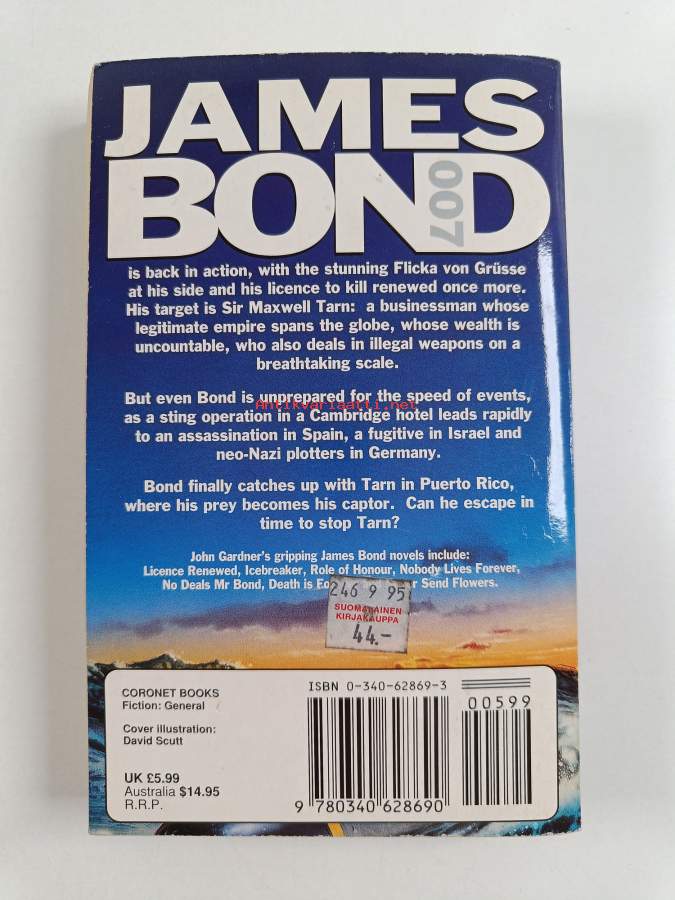 JAMES
BOND
007
is back in action, with the stunning Flicka von Grüsse
at his side and his licence to kill renewed once more.
His target is Sir Maxwell Tarn: a businessman whose
legitimate empire spans the globe, whose wealth is
uncountable, who also deals in illegal weapons on a
breathtaking scale.
But even Bond is unprepared for the speed of events,
Antikvariaatti.net
as a sting operation in a Cambridge hotel leads rapidly
to an assassination in Spain, a fugitive in Israel and
neo-Nazi plotters in Germany.
Bond finally catches up with Tarn in Puerto Rico,
where his prey becomes his captor. Can he escape in
time to stop Tarn?
John Gardner's gripping James Bond novels include:
Licence Renewed, Icebreaker, Role of Honour, Nobody Lives Forever,
No Deals Mr Bond, Death is Send Flowers.
246 9 95
SUOMALAINEN
KIRJAKAUPPA
44.-
CORONET BOOKS
Fiction: General
Cover illustration:
David Scutt
UK £5.99
Australia $14.95
R.R.P.
ISBN 0-340-62869-3
00599
9 780340 628690